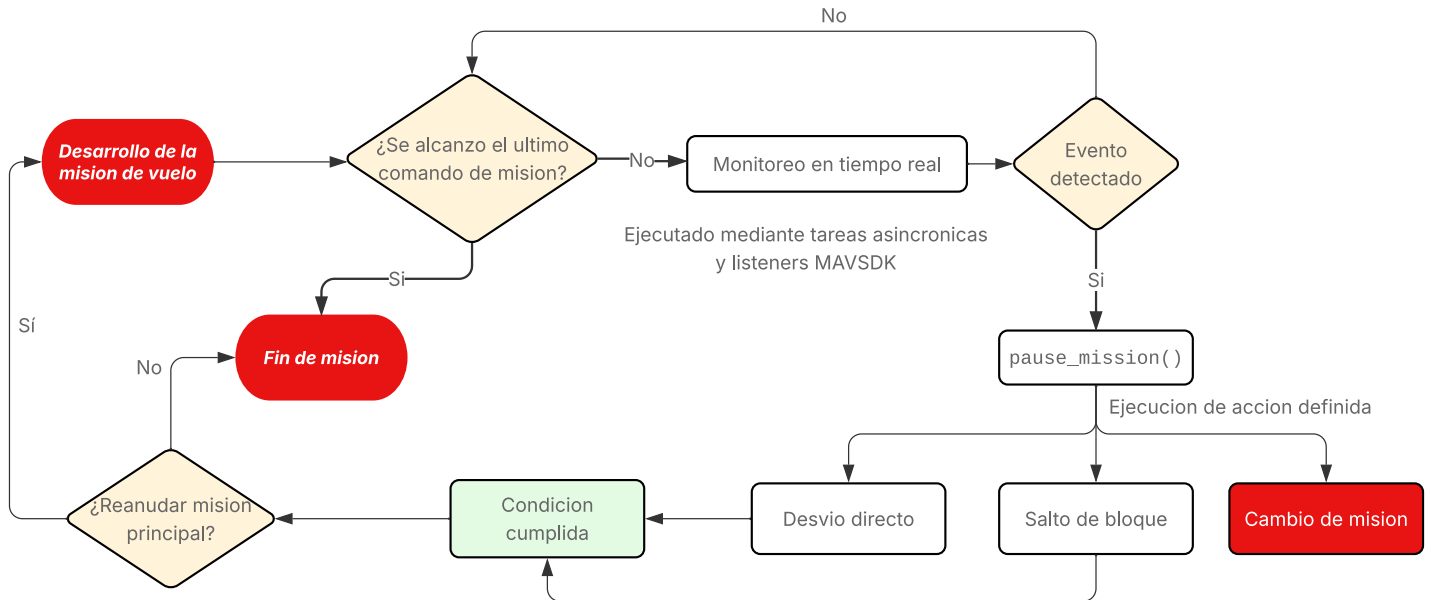 No
Desarrollo de la
mision de vuelo
¿Se alcanzo el ultimo
comando de mision?
No
Monitoreo en tiempo real
Evento
detectado
Ejecutado mediante tareas asincronicas
y listeners MAVSDK
Si
Si
Sí
Fin de mision
No
pause_mission()
Ejecucion de accion definida
¿Reanudar mision
principal?
Condicion
cumplida
Desvio directo
Salto de bloque
Cambio de mision